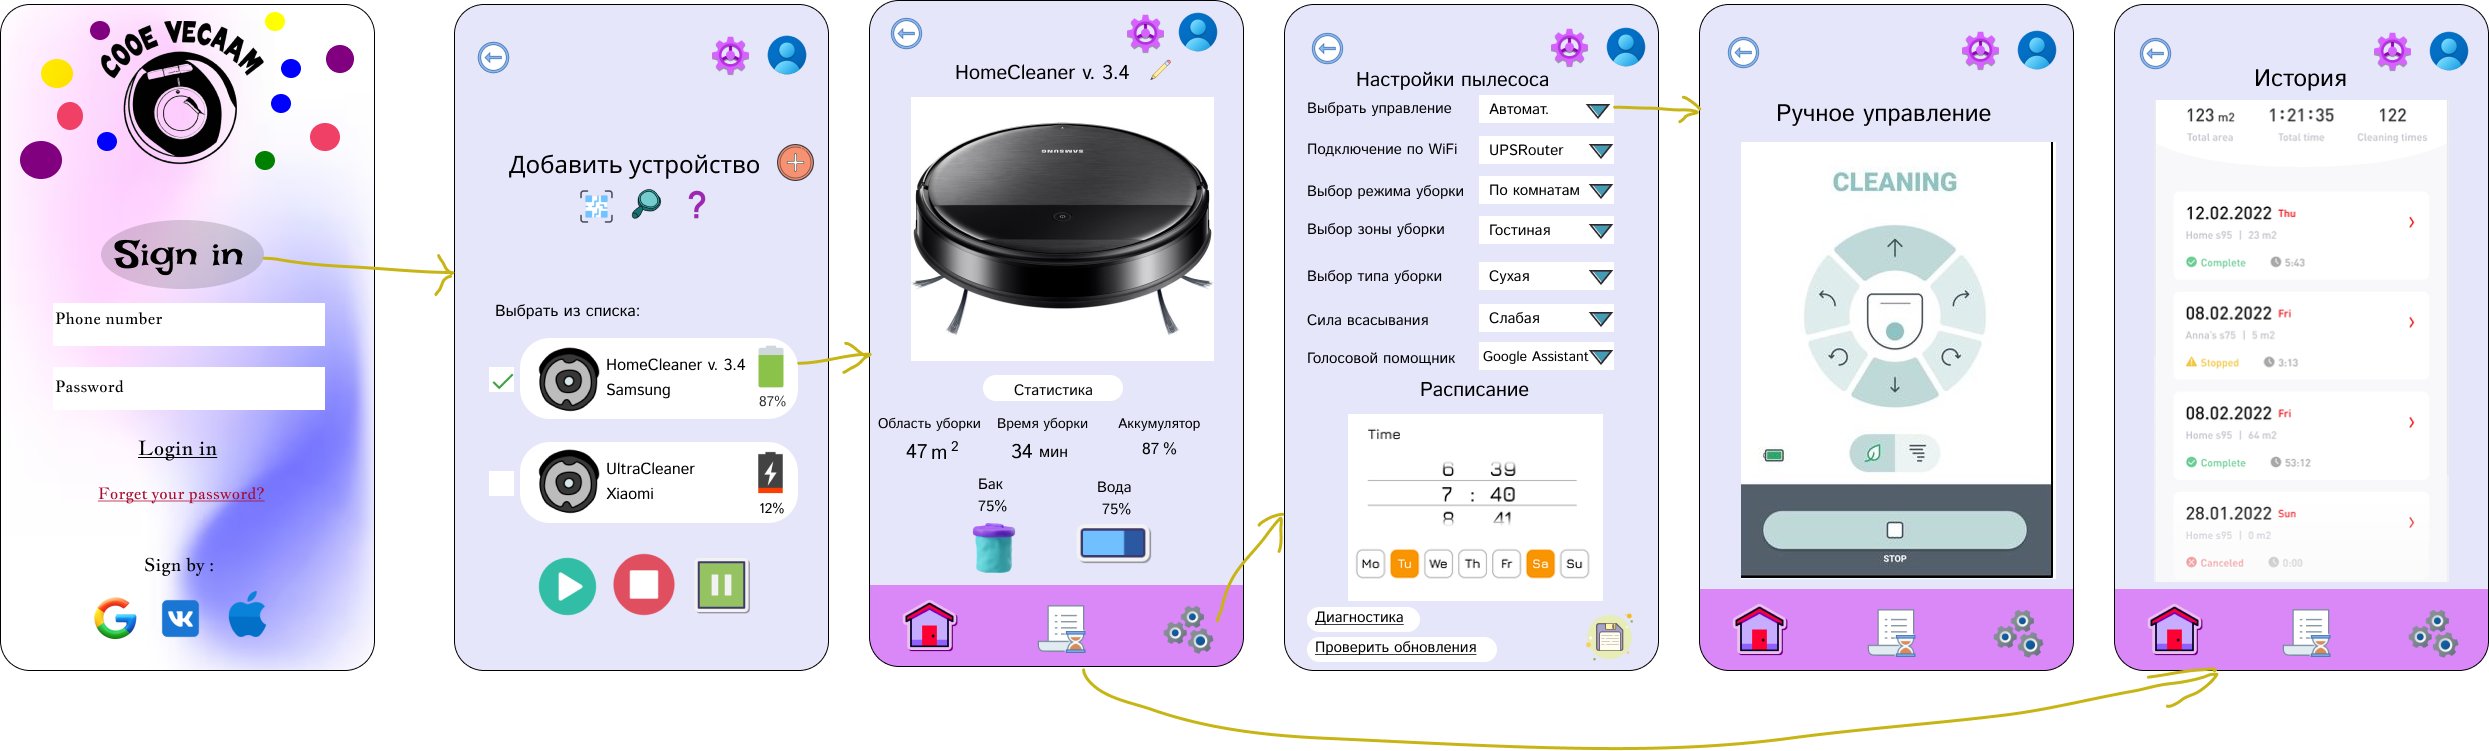 COOE VECAAM
Sign in
Phone number
Password
Login in
Forget your password?
Sign by :
Добавить устройство
?
Выбрать из списка:
HomeCleaner v. 3.4
Samsung
87%
UltraCleaner
Xiaomi
12%
HomeCleaner v. 3.4
SAMSUNG
Статистика
Область уборки Время уборки Аккумулятор
47 m 2 34 мин 87 %
Бак Вода
75% 75%
Настройки пылесоса
Выбрать управление Автомат.
Подключение по WiFi UPSRouter
Выбор режима уборки По комнатам
Выбор зоны уборки Гостиная
Выбор типа уборки Сухая
Сила всасывания Слабая
Голосовой помощник Google Assistant
Расписание
Time
6 39
7 : 40
8 41
Mo Tu We Th Fr Sa Su
Диагностика
Проверить обновления
Ручное управление
CLEANING
STOP
История
123 m2 1:21:35 122
Total area Total time Cleaning times
12.02.2022 Thu
Home s95 | 23 m2
Complete 5:43
08.02.2022 Fri
Anna's s75 | 5 m2
Stopped 3:13
08.02.2022 Fri
Home s95 | 64 m2
Complete 53:12
28.01.2022 Sun
Home s95 | 0 m2
Canceled 0:00